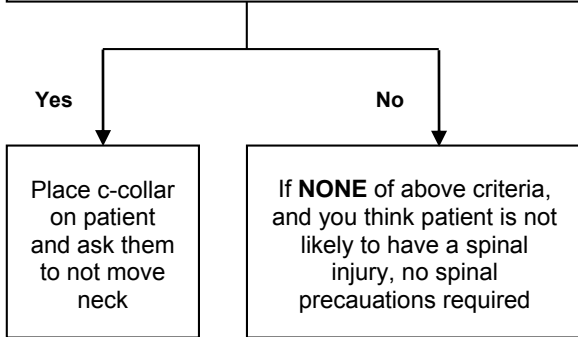 Yes
No
Place c-collar
on patient
and ask them
to not move
neck
If NONE of above criteria,
and you think patient is not
likely to have a spinal
injury, no spinal
precauations required